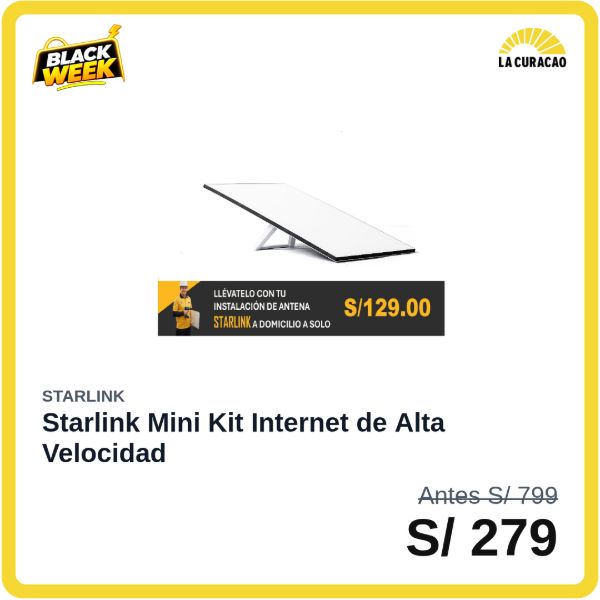 BLACK
WEEK
LA CURACAO
LLÉVATELO CON TU
INSTALACIÓN DE ANTENA
STARLINK A DOMICILIO A SOLO
S/129.00
STARLINK
Starlink Mini Kit Internet de Alta
Velocidad
Antes S/ 799
S/ 279